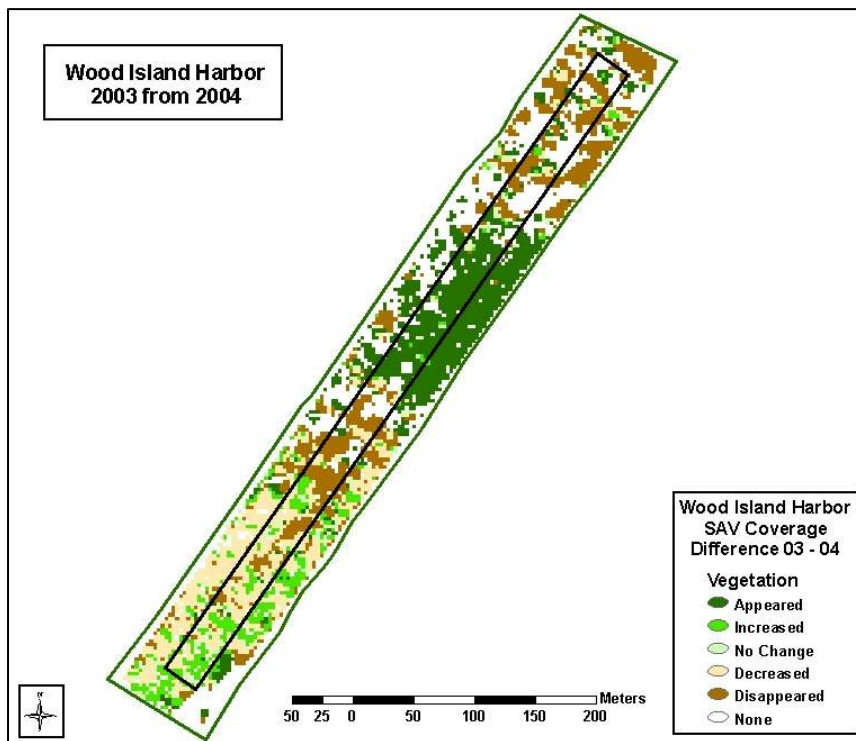 Wood Island Harbor
2003 from 2004
Wood Island Harbor
SAV Coverage
Difference 03 - 04
Vegetation
Appeared
Increased
No Change
Decreased
Disappeared
None
Meters
50 25 0 50 100 150 200